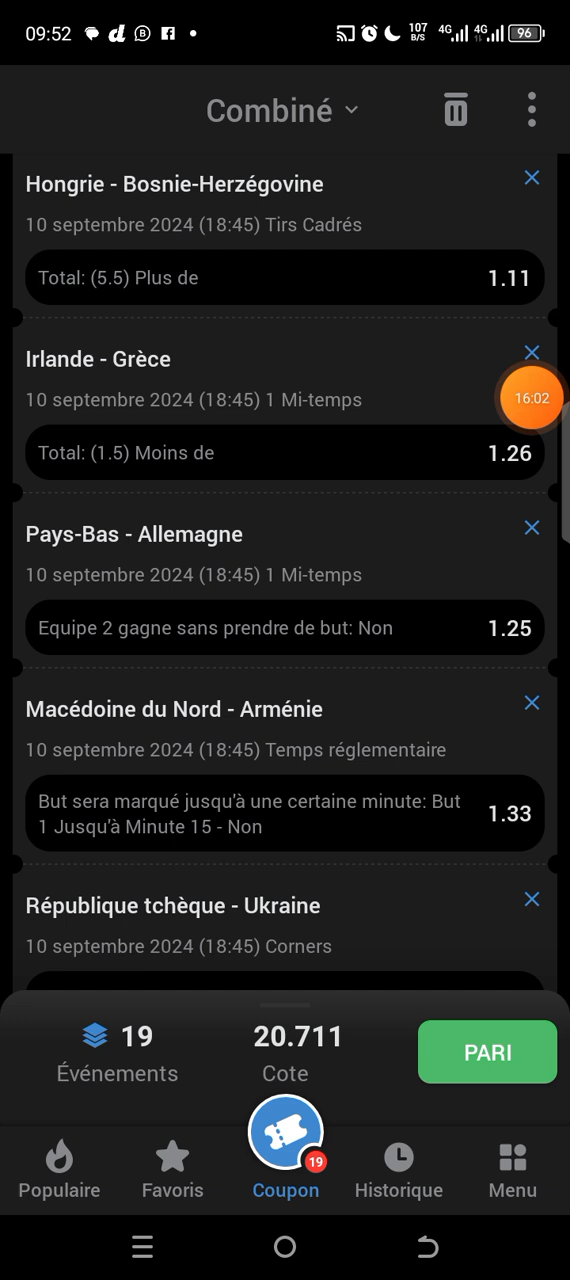 09:52
107 B/S 4G 4G 96
Combiné
Hongrie - Bosnie-Herzégovine
10 septembre 2024 (18:45) Tirs Cadrés
Total: (5.5) Plus de 1.11
Irlande - Grèce
10 septembre 2024 (18:45) 1 Mi-temps
16:02
Total: (1.5) Moins de 1.26
Pays-Bas - Allemagne
10 septembre 2024 (18:45) 1 Mi-temps
Equipe 2 gagne sans prendre de but: Non 1.25
Macédoine du Nord - Arménie
10 septembre 2024 (18:45) Temps réglementaire
But sera marqué jusqu'à une certaine minute: But
1 Jusqu'à Minute 15 - Non 1.33
République tchèque - Ukraine
10 septembre 2024 (18:45) Corners
19 20.711
Événements Cote
PARI
19
Populaire Favoris Coupon Historique Menu